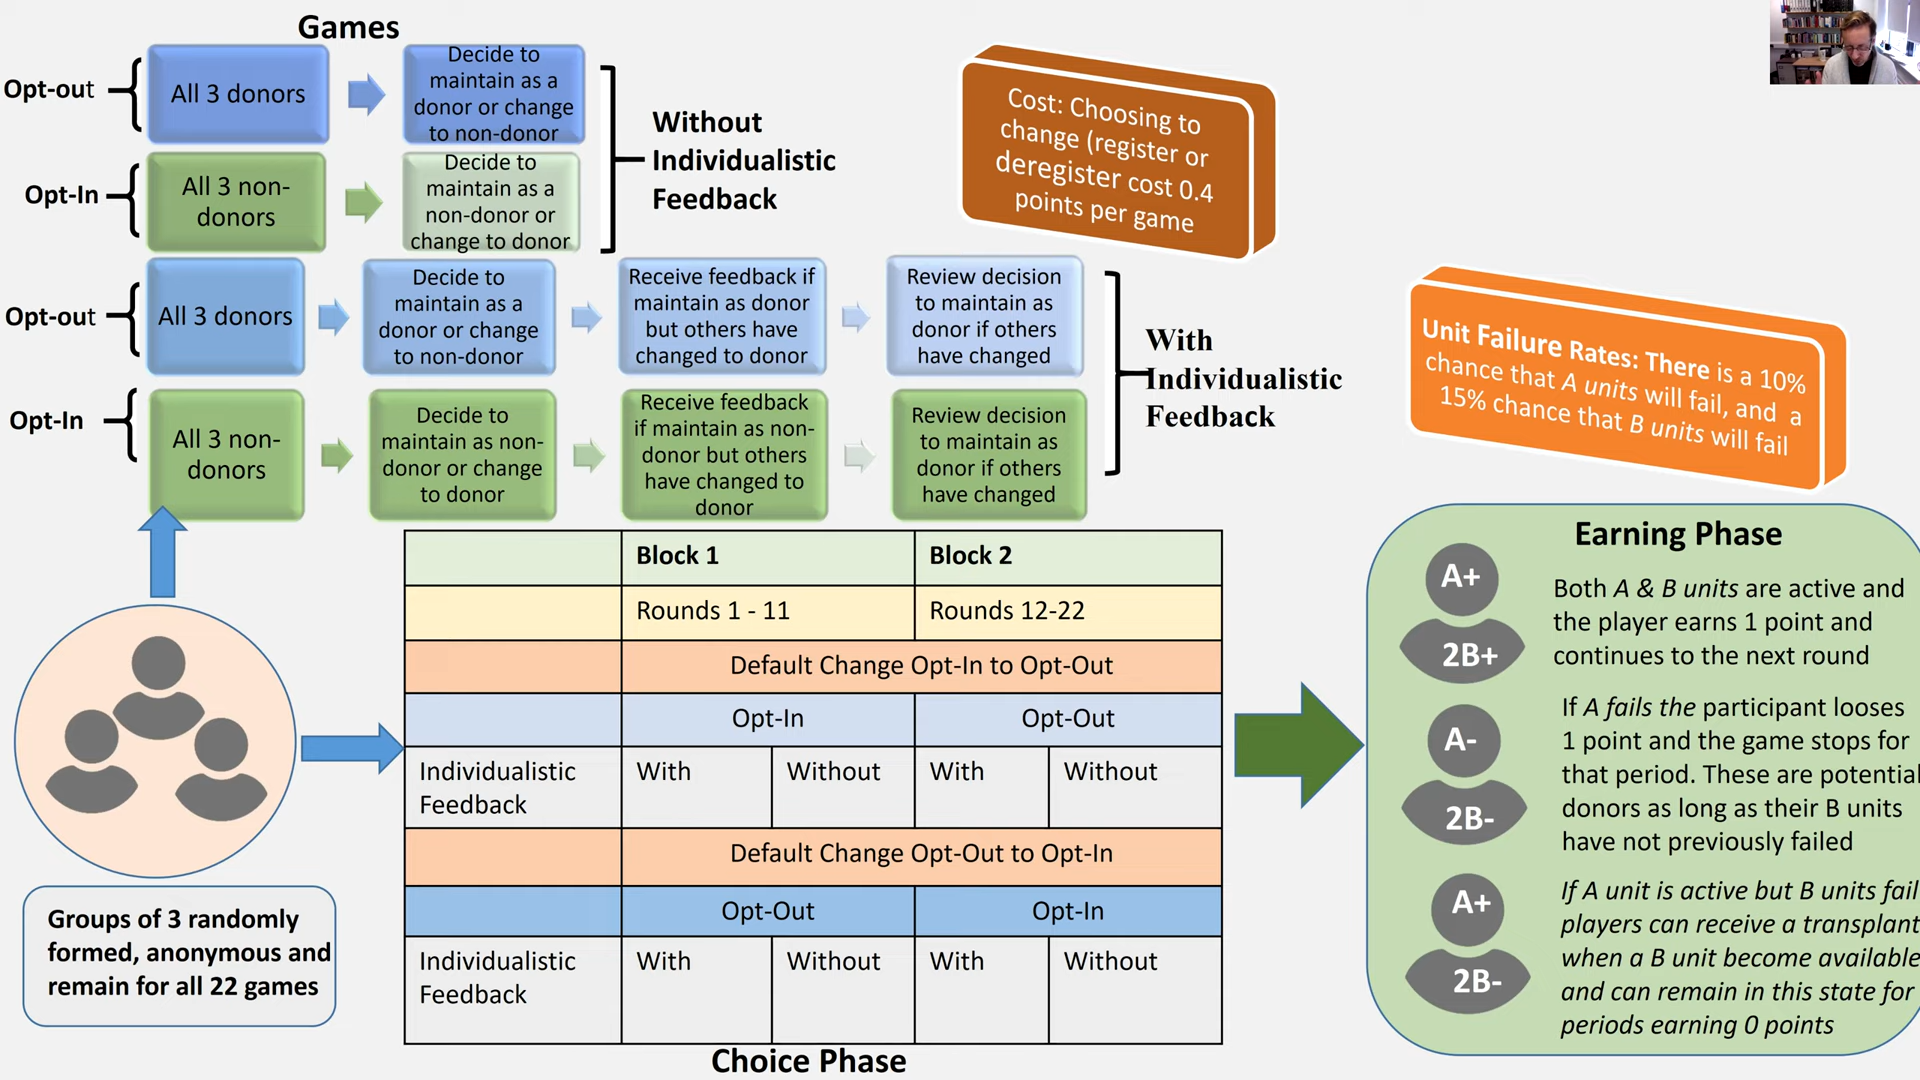 Games
Opt-out
All 3 donors
Decide to
maintain as a
donor or change
to non-donor
Opt-In
All 3 non-
donors
Decide to
maintain as a
non-donor or
change to donor
Without
Individualistic
Feedback
Opt-out
All 3 donors
Decide to
maintain as a
donor or change
to non-donor
Receive feedback if
maintain as donor
but others have
changed to donor
Review decision
to maintain as
donor if others
have changed
Opt-In
All 3 non-
donors
Decide to
maintain as non-
donor or change
to donor
Receive feedback
if maintain as non-
donor but others
have changed to
donor
Review decision
to maintain as
donor if others
have changed
With
Individualistic
Feedback
Cost: Choosing to
change (register or
deregister cost 0.4
points per game
Unit Failure Rates: There is a 10%
chance that A units will fail, and a
15% chance that B units will fail
Groups of 3 randomly
formed, anonymous and
remain for all 22 games
Block 1
Block 2
Rounds 1 - 11
Rounds 12-22
Default Change Opt-In to Opt-Out
Opt-In
Opt-Out
Individualistic
Feedback
With
Without
With
Without
Default Change Opt-Out to Opt-In
Opt-Out
Opt-In
Individualistic
Feedback
With
Without
With
Without
Choice Phase
Earning Phase
A+
2B+
Both A & B units are active and
the player earns 1 point and
continues to the next round
A-
2B-
If A fails the participant looses
1 point and the game stops for
that period. These are potential
donors as long as their B units
have not previously failed
A+
2B-
If A unit is active but B units fail
players can receive a transplant
when a B unit become available
and can remain in this state for
periods earning 0 points